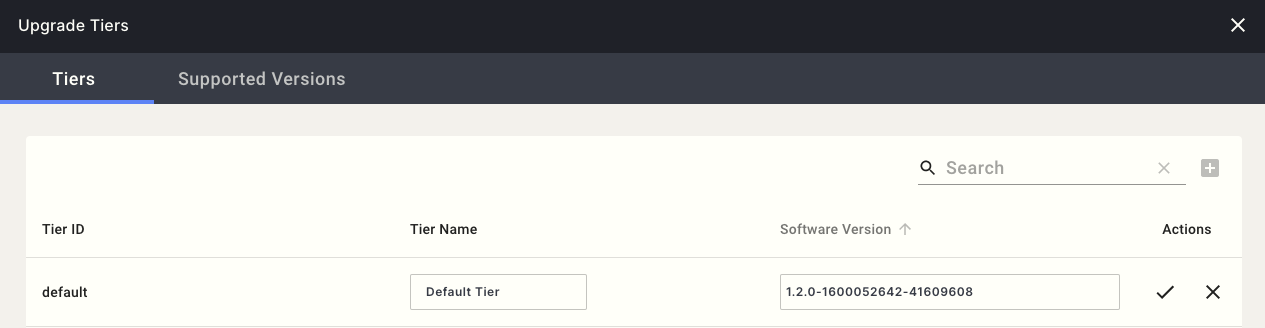 Upgrade Tiers
Tiers Supported Versions
Search
Tier ID Tier Name Software Version Actions
default Default Tier 1.2.0-1600052642-41609608